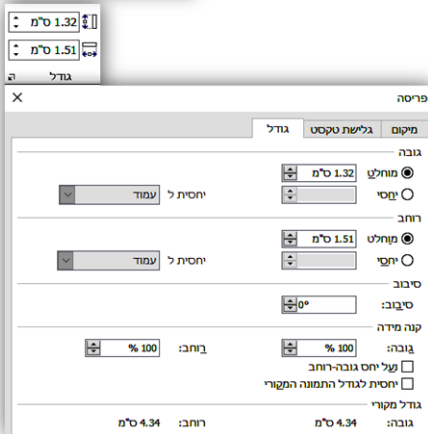 1.32 ס"מ
1.51 ס"מ
גודל
פריסה
מיקום גלישת טקסט גודל
גובה
מוחלט 1.32 ס"מ
יחסי יחסית ל עמוד
רוחב
מוחלט 1.51 ס"מ
יחסי יחסית ל עמוד
סיבוב
סיבוב: 0°
קנה מידה
גובה: 100 % רוחב: 100 %
נעל יחס גובה-רוחב
יחסית לגודל התמונה המקורי
גודל מקורי
גובה: 4.34 ס"מ רוחב: 4.34 ס"מ